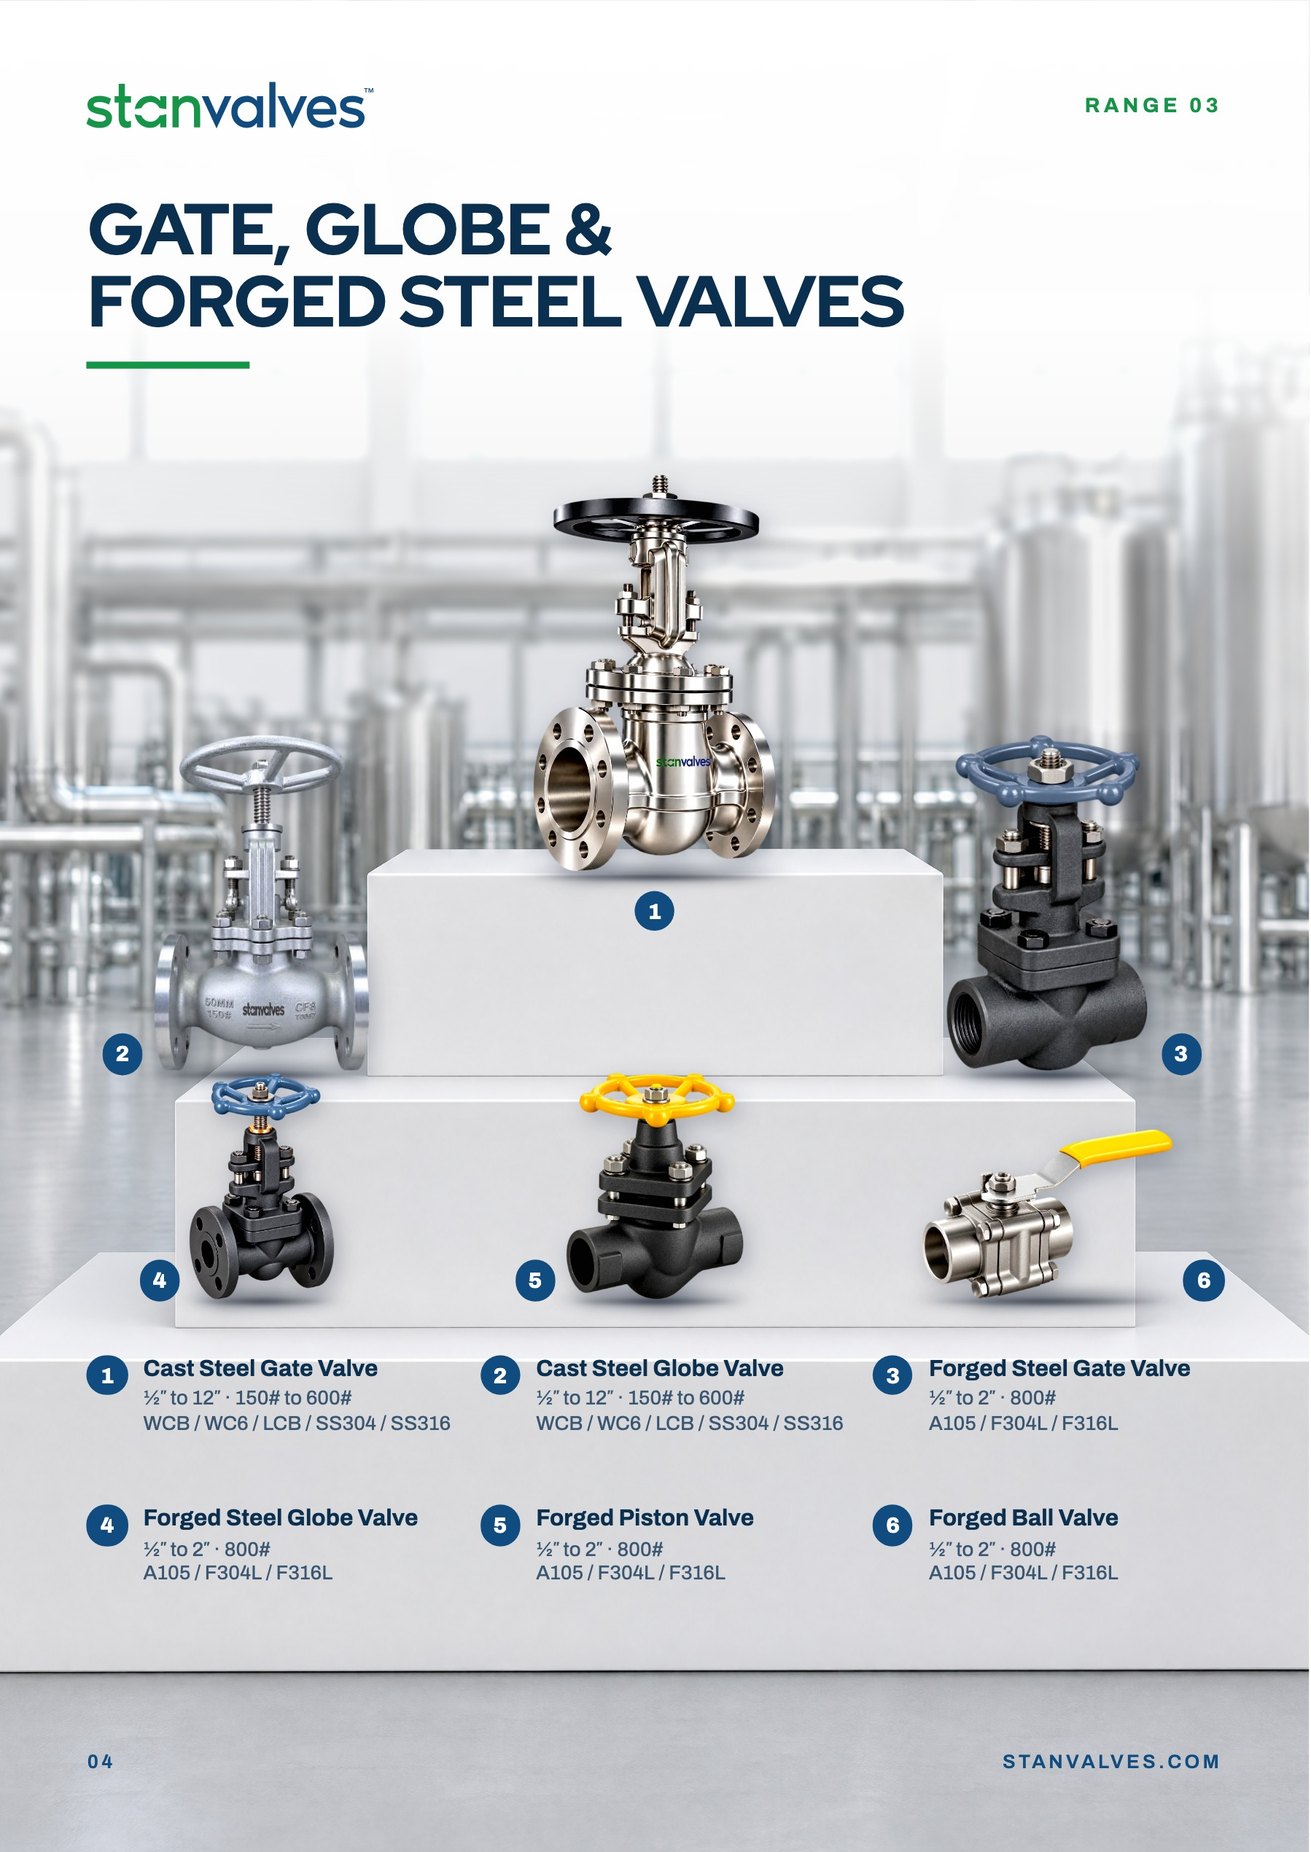 stanvalves™
RANGE 03
GATE, GLOBE &
FORGED STEEL VALVES
stanvalves
50MM
150#
stanvalves
CF8
1
2
3
4
5
6
1 Cast Steel Gate Valve
½″ to 12″ · 150# to 600#
WCB / WC6 / LCB / SS304 / SS316
2 Cast Steel Globe Valve
½″ to 12″ · 150# to 600#
WCB / WC6 / LCB / SS304 / SS316
3 Forged Steel Gate Valve
½″ to 2″ · 800#
A105 / F304L / F316L
4 Forged Steel Globe Valve
½″ to 2″ · 800#
A105 / F304L / F316L
5 Forged Piston Valve
½″ to 2″ · 800#
A105 / F304L / F316L
6 Forged Ball Valve
½″ to 2″ · 800#
A105 / F304L / F316L
04
STANVALVES.COM